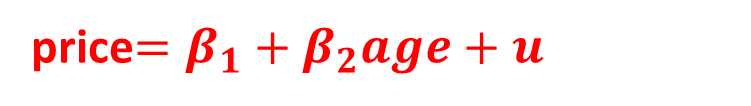 price= β₁ + β₂age + u